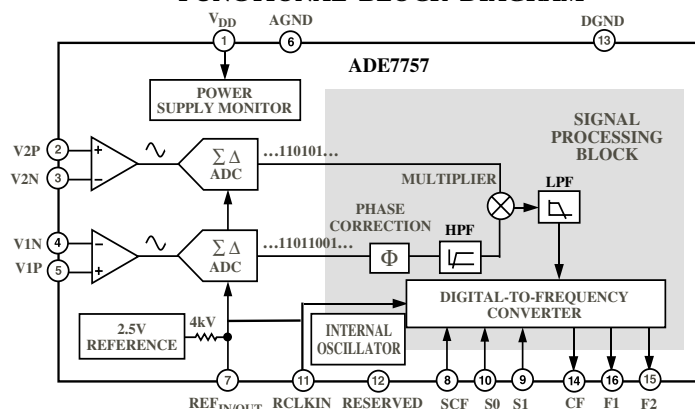 FUNCTIONAL BLOCK DIAGRAM
VDD AGND DGND
1 6 13
ADE7757
POWER
SUPPLY MONITOR
SIGNAL
PROCESSING
BLOCK
V2P 2 +
V2N 3 –
Σ Δ
ADC
...110101...
MULTIPLIER
LPF
PHASE
CORRECTION
HPF
V1N 4 –
V1P 5 +
Σ Δ
ADC
...11011001...
Φ
DIGITAL-TO-FREQUENCY
CONVERTER
2.5V
REFERENCE
4kV
INTERNAL
OSCILLATOR
7 11 12 8 10 9 14 16 15
REFIN/OUT RCLKIN RESERVED SCF S0 S1 CF F1 F2